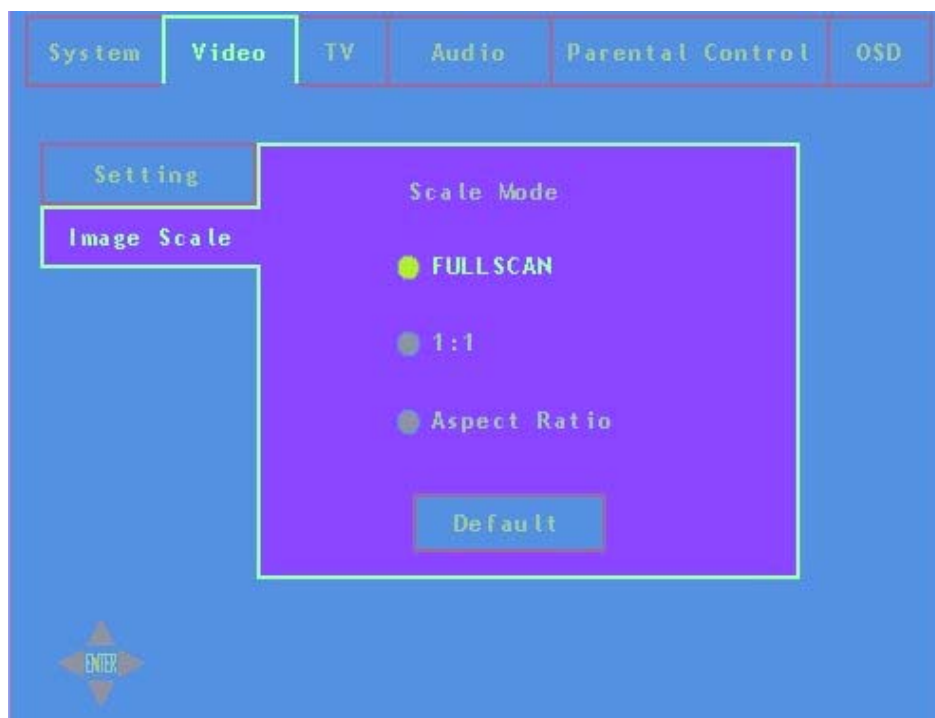 System Video TV Audio Parental Control OSD
Setting
Image Scale
Scale Mode
FULLSCAN
1:1
Aspect Ratio
Default
ENTER